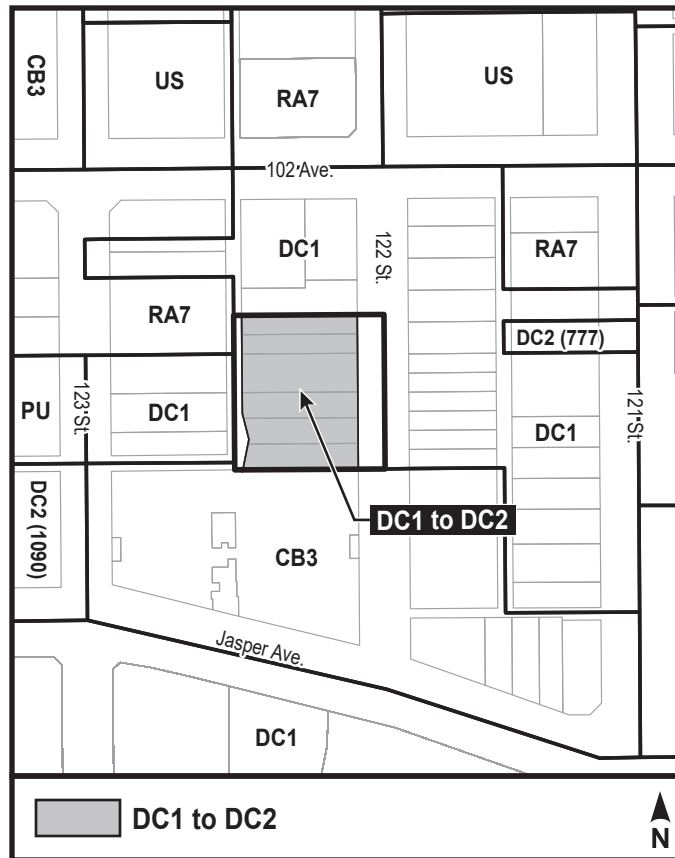 CB3
US
RA7
US
102 Ave.
DC1
122 St.
RA7
RA7
DC2 (777)
PU
123 St.
DC1
DC1
121 St.
DC2 (1090)
DC1 to DC2
CB3
Jasper Ave.
DC1
DC1 to DC2
N